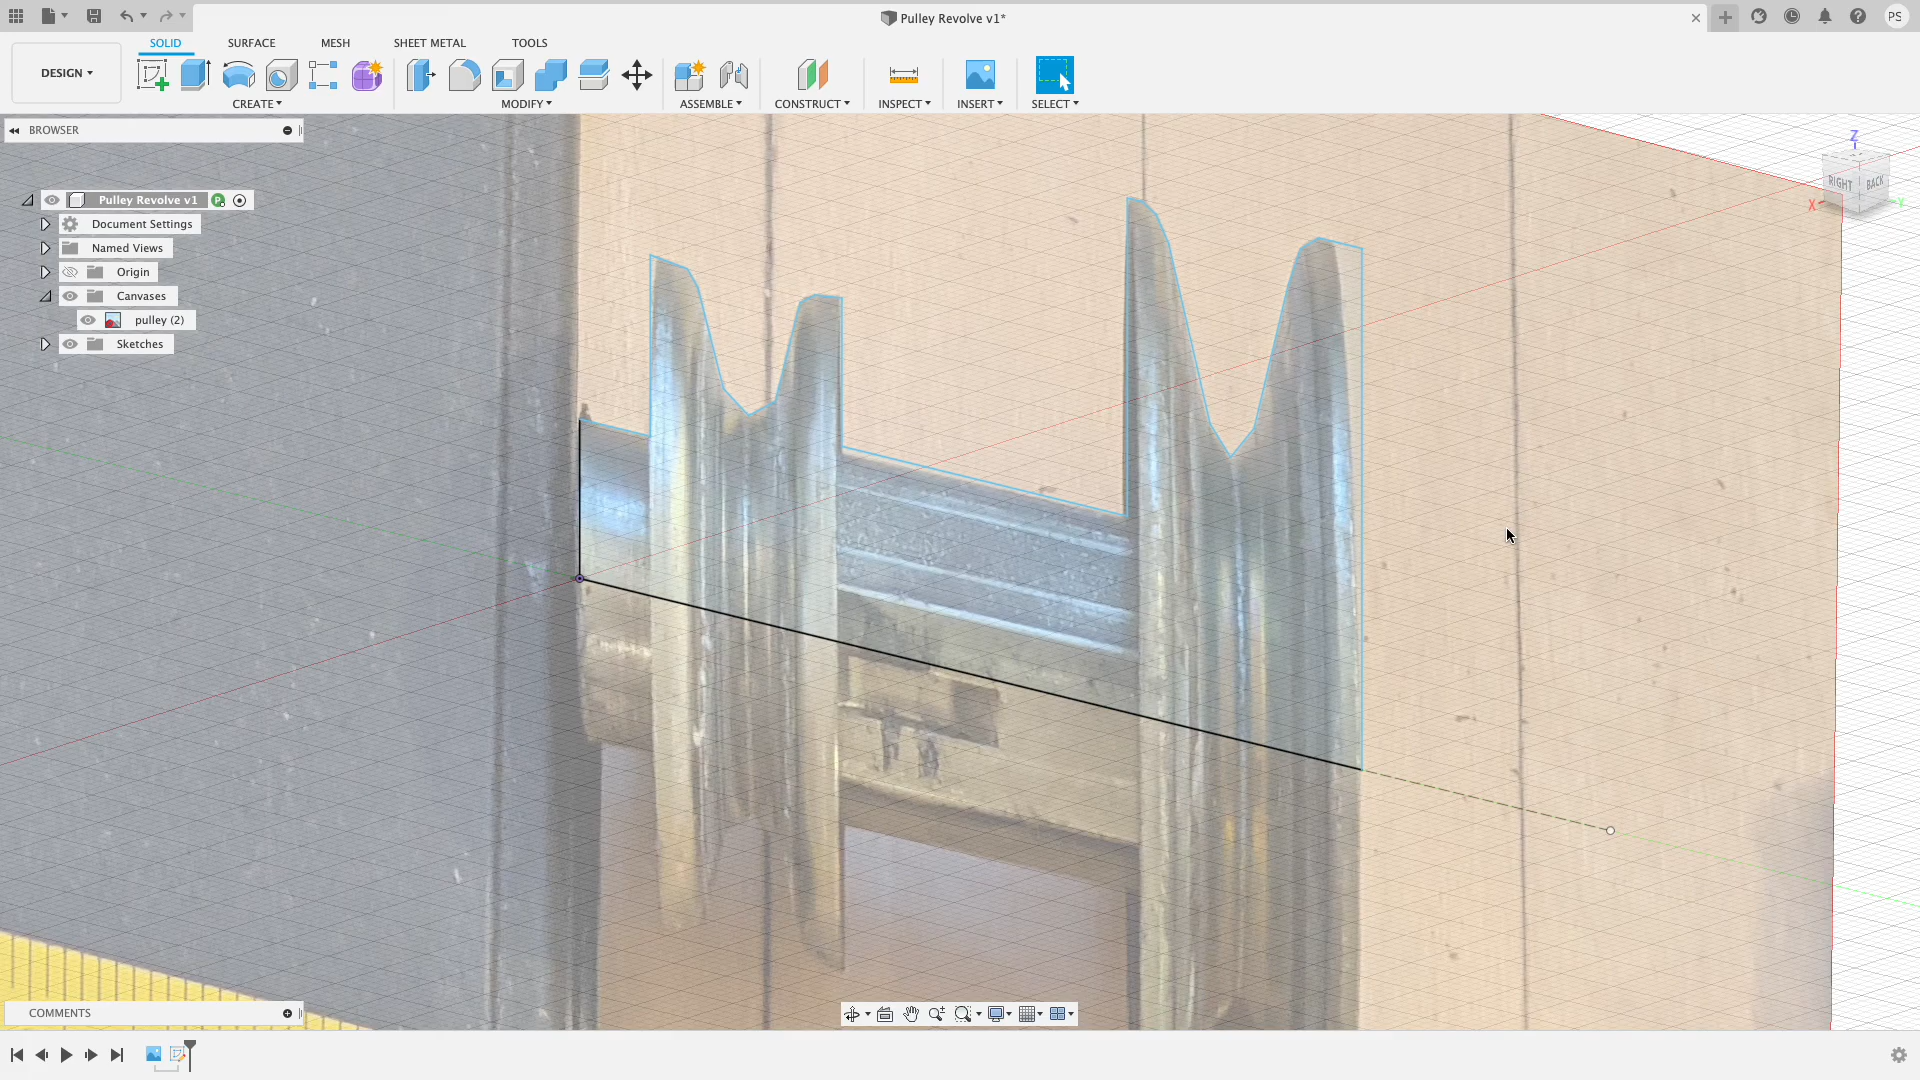 Pulley Revolve v1*
PS
SOLID SURFACE MESH SHEET METAL TOOLS
DESIGN
CREATE MODIFY ASSEMBLE CONSTRUCT INSPECT INSERT SELECT
BROWSER
Z
RIGHT BACK
X Y
Pulley Revolve v1 P
Document Settings
Named Views
Origin
Canvases
pulley (2)
Sketches
COMMENTS